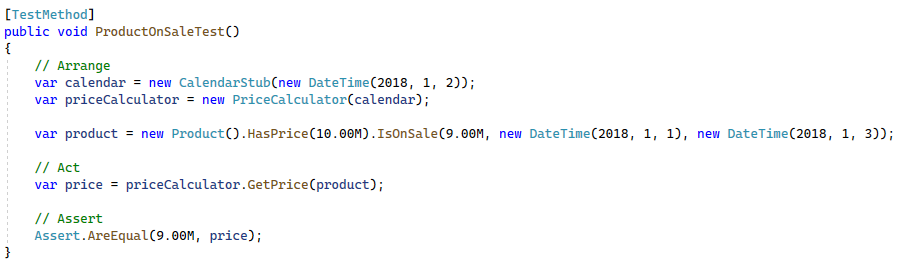 [TestMethod]
public void ProductOnSaleTest()
{
// Arrange
var calendar = new CalendarStub(new DateTime(2018, 1, 2));
var priceCalculator = new PriceCalculator(calendar);
var product = new Product().HasPrice(10.00M).IsOnSale(9.00M, new DateTime(2018, 1, 1), new DateTime(2018, 1, 3));
// Act
var price = priceCalculator.GetPrice(product);
// Assert
Assert.AreEqual(9.00M, price);
}